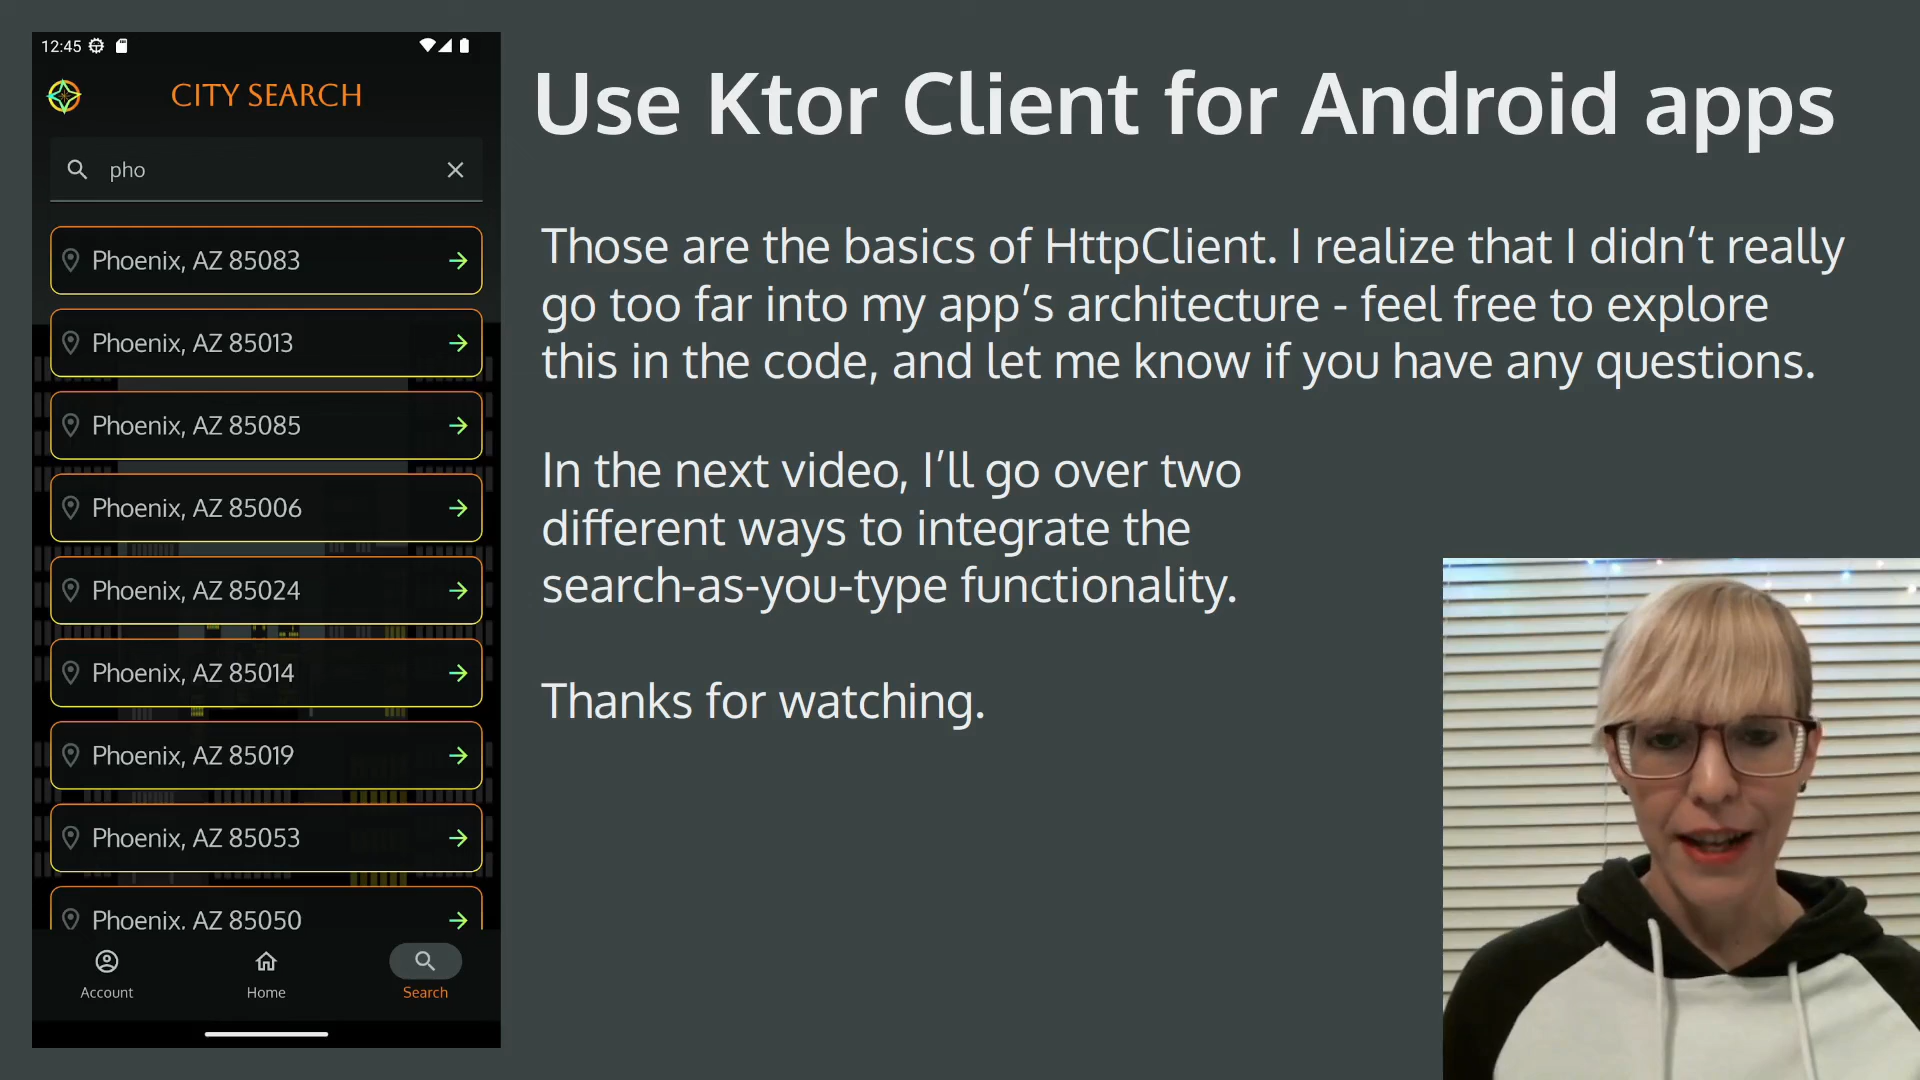 12:45
CITY SEARCH
pho
Phoenix, AZ 85083
Phoenix, AZ 85013
Phoenix, AZ 85085
Phoenix, AZ 85006
Phoenix, AZ 85024
Phoenix, AZ 85014
Phoenix, AZ 85019
Phoenix, AZ 85053
Phoenix, AZ 85050
Account
Home
Search
Use Ktor Client for Android apps
Those are the basics of HttpClient. I realize that I didn’t really
go too far into my app’s architecture - feel free to explore
this in the code, and let me know if you have any questions.
In the next video, I’ll go over two
different ways to integrate the
search-as-you-type functionality.
Thanks for watching.